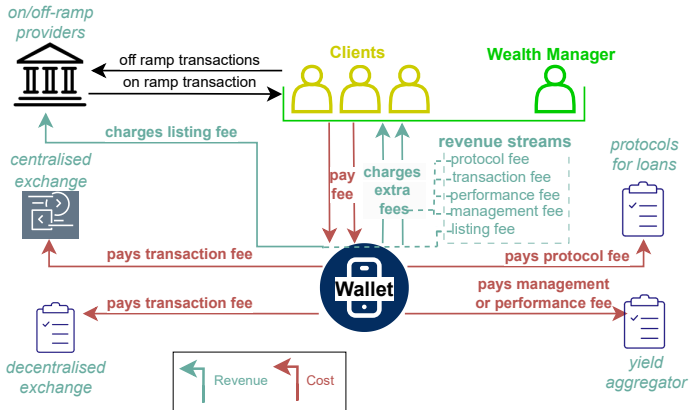 on/off-ramp
providers
off ramp transactions
on ramp transaction
Clients
Wealth Manager
charges listing fee
centralised
exchange
pay
fee
charges
extra
fees
revenue streams
protocol fee
transaction fee
performance fee
management fee
listing fee
protocols
for loans
pays transaction fee
pays protocol fee
Wallet
pays transaction fee
pays management
or performance fee
decentralised
exchange
yield
aggregator
Revenue
Cost